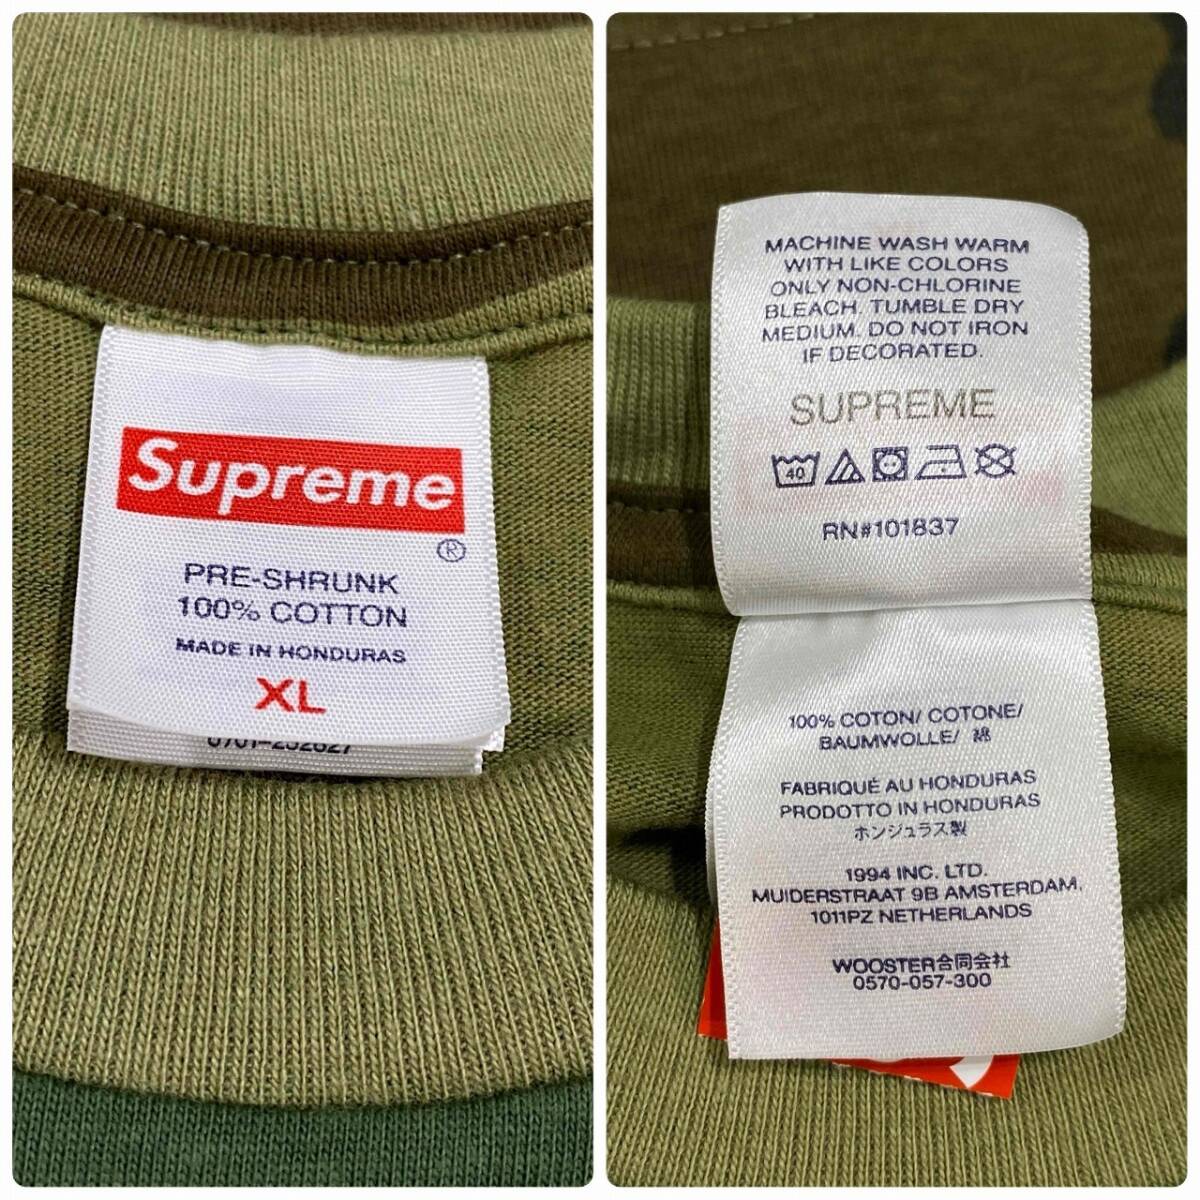 Supreme
®
PRE-SHRUNK
100% COTTON
MADE IN HONDURAS
XL
MACHINE WASH WARM
WITH LIKE COLORS
ONLY NON-CHLORINE
BLEACH. TUMBLE DRY
MEDIUM. DO NOT IRON
IF DECORATED.
SUPREME
40
RN#101837
100% COTON/ COTONE/
BAUMWOLLE/ 綿
FABRIQUÉ AU HONDURAS
PRODOTTO IN HONDURAS
ホンジュラス製
1994 INC. LTD.
MUIDERSTRAAT 9B AMSTERDAM,
1011PZ NETHERLANDS
WOOSTER合同会社
0570-057-300